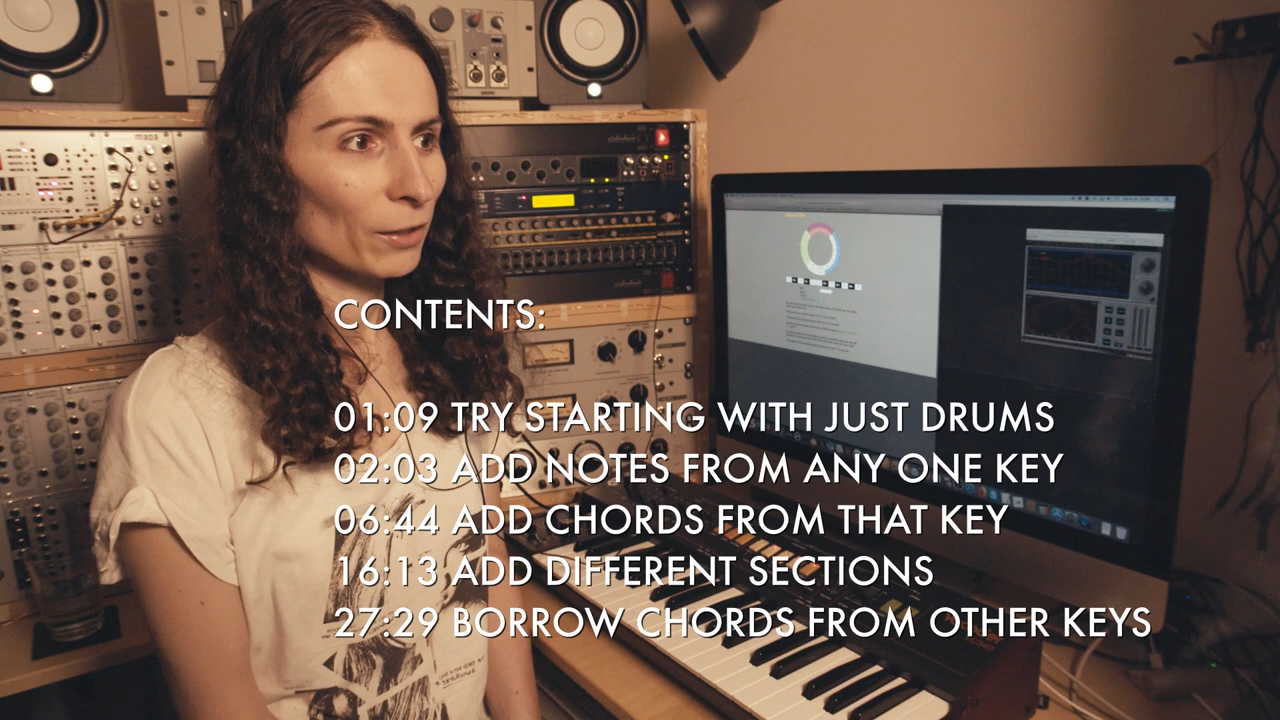 CONTENTS:
01:09 TRY STARTING WITH JUST DRUMS
02:03 ADD NOTES FROM ANY ONE KEY
06:44 ADD CHORDS FROM THAT KEY
16:13 ADD DIFFERENT SECTIONS
27:29 BORROW CHORDS FROM OTHER KEYS